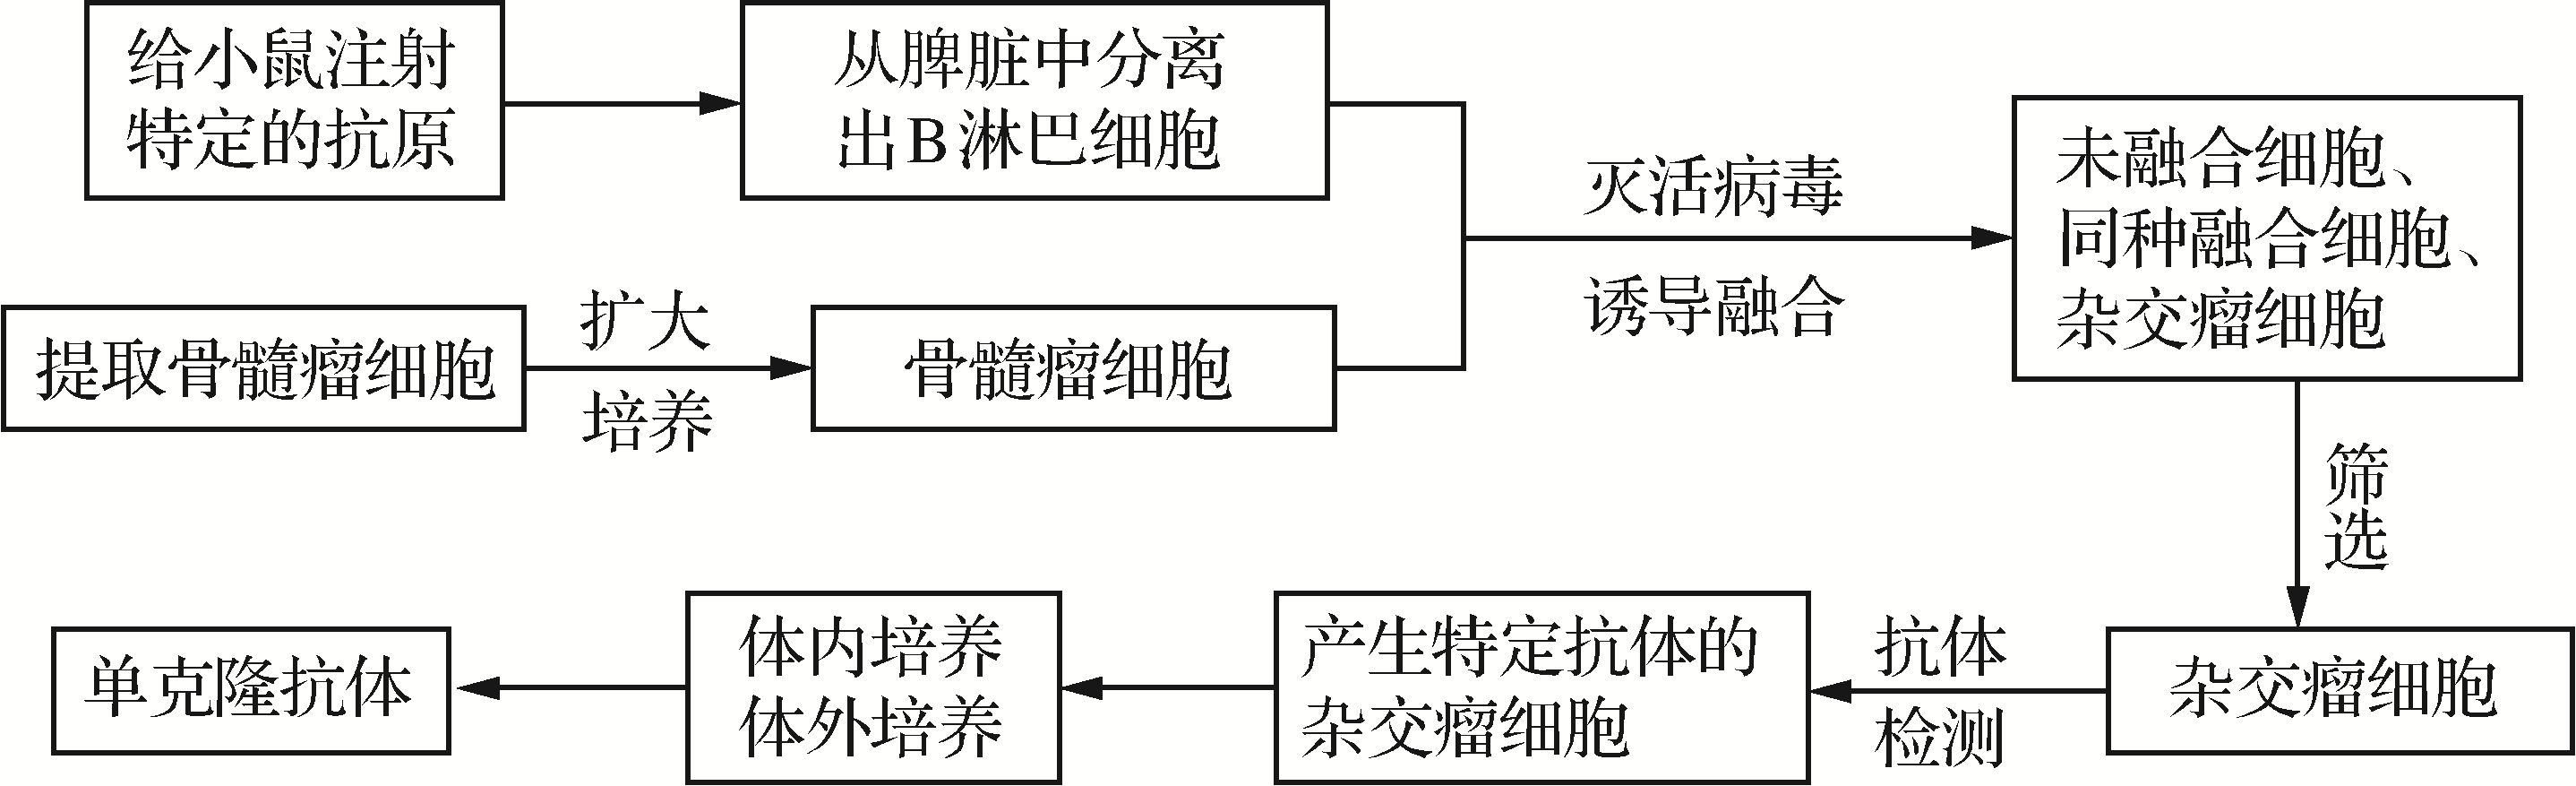 给小鼠注射
特定的抗原
从脾脏中分离
出B淋巴细胞
提取骨髓瘤细胞
扩大
培养
骨髓瘤细胞
灭活病毒
诱导融合
未融合细胞、
同种融合细胞、
杂交瘤细胞
筛选
杂交瘤细胞
抗体
检测
产生特定抗体的
杂交瘤细胞
体内培养
体外培养
单克隆抗体